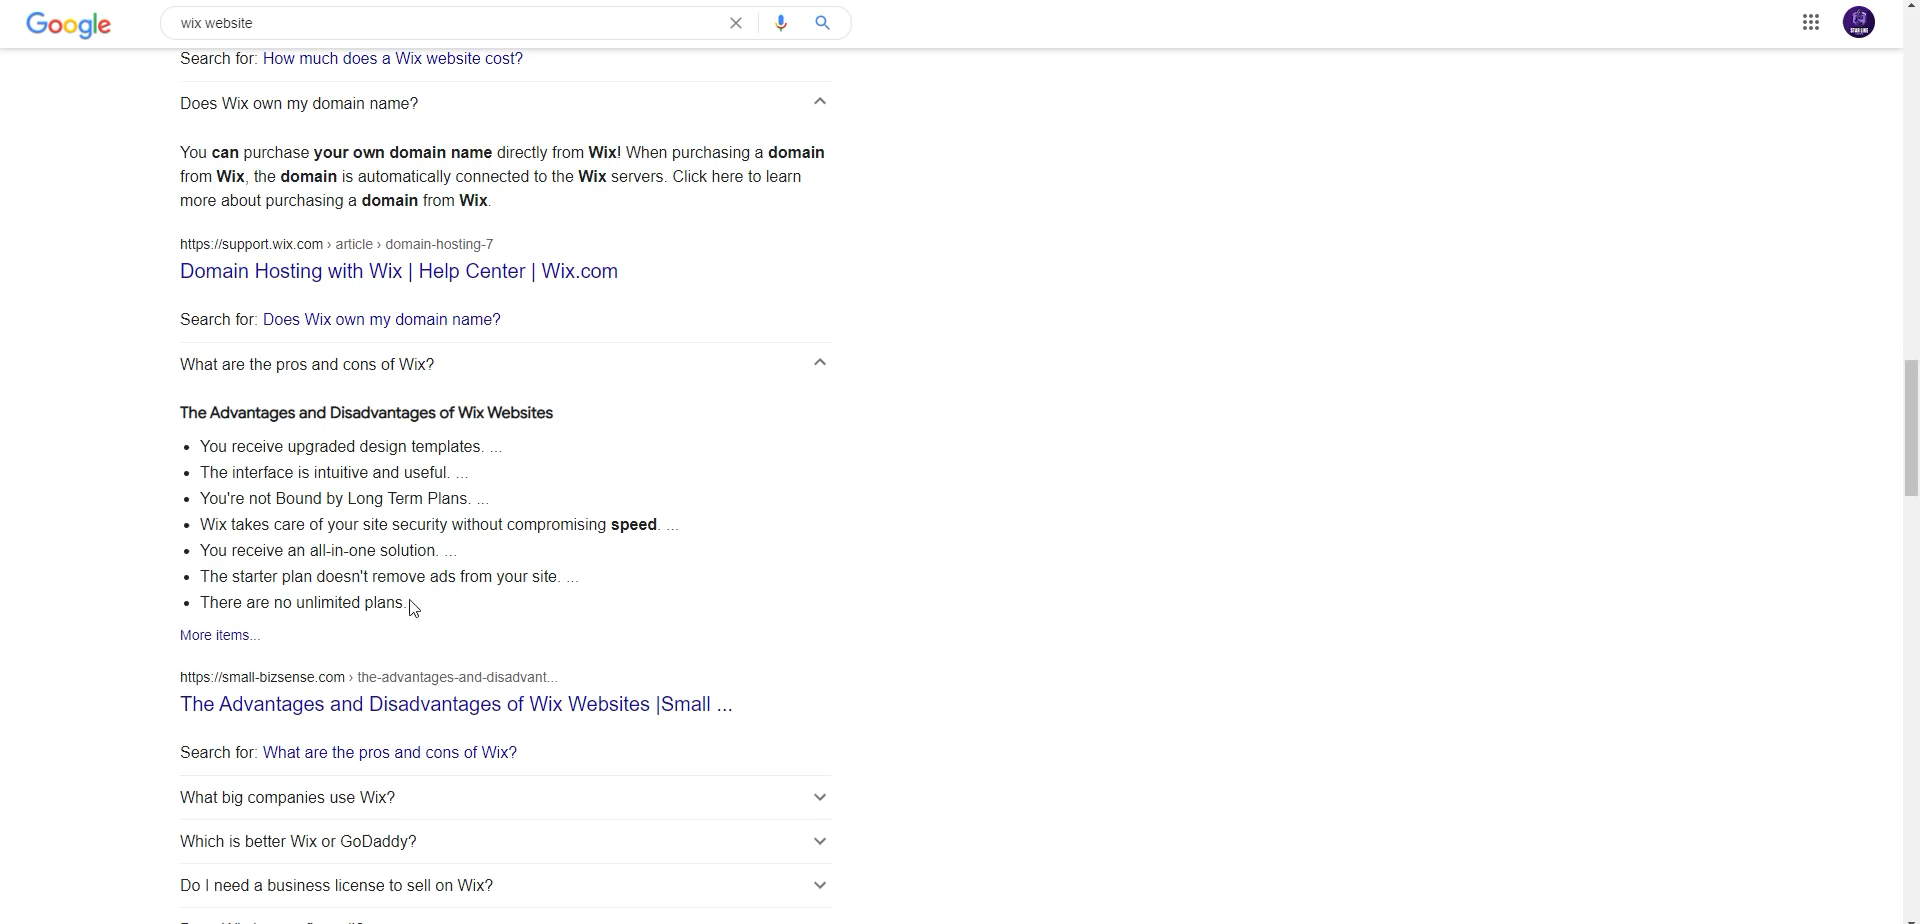 Google
wix website
STAR LINE
Search for: How much does a Wix website cost?
Does Wix own my domain name?
You can purchase your own domain name directly from Wix! When purchasing a domain
from Wix, the domain is automatically connected to the Wix servers. Click here to learn
more about purchasing a domain from Wix.
https://support.wix.com › article › domain-hosting-7
Domain Hosting with Wix | Help Center | Wix.com
Search for: Does Wix own my domain name?
What are the pros and cons of Wix?
The Advantages and Disadvantages of Wix Websites
• You receive upgraded design templates. ...
• The interface is intuitive and useful. ...
• You're not Bound by Long Term Plans. ...
• Wix takes care of your site security without compromising speed. ...
• You receive an all-in-one solution. ...
• The starter plan doesn't remove ads from your site. ...
• There are no unlimited plans.
More items...
https://small-bizsense.com › the-advantages-and-disadvant...
The Advantages and Disadvantages of Wix Websites |Small ...
Search for: What are the pros and cons of Wix?
What big companies use Wix?
Which is better Wix or GoDaddy?
Do I need a business license to sell on Wix?